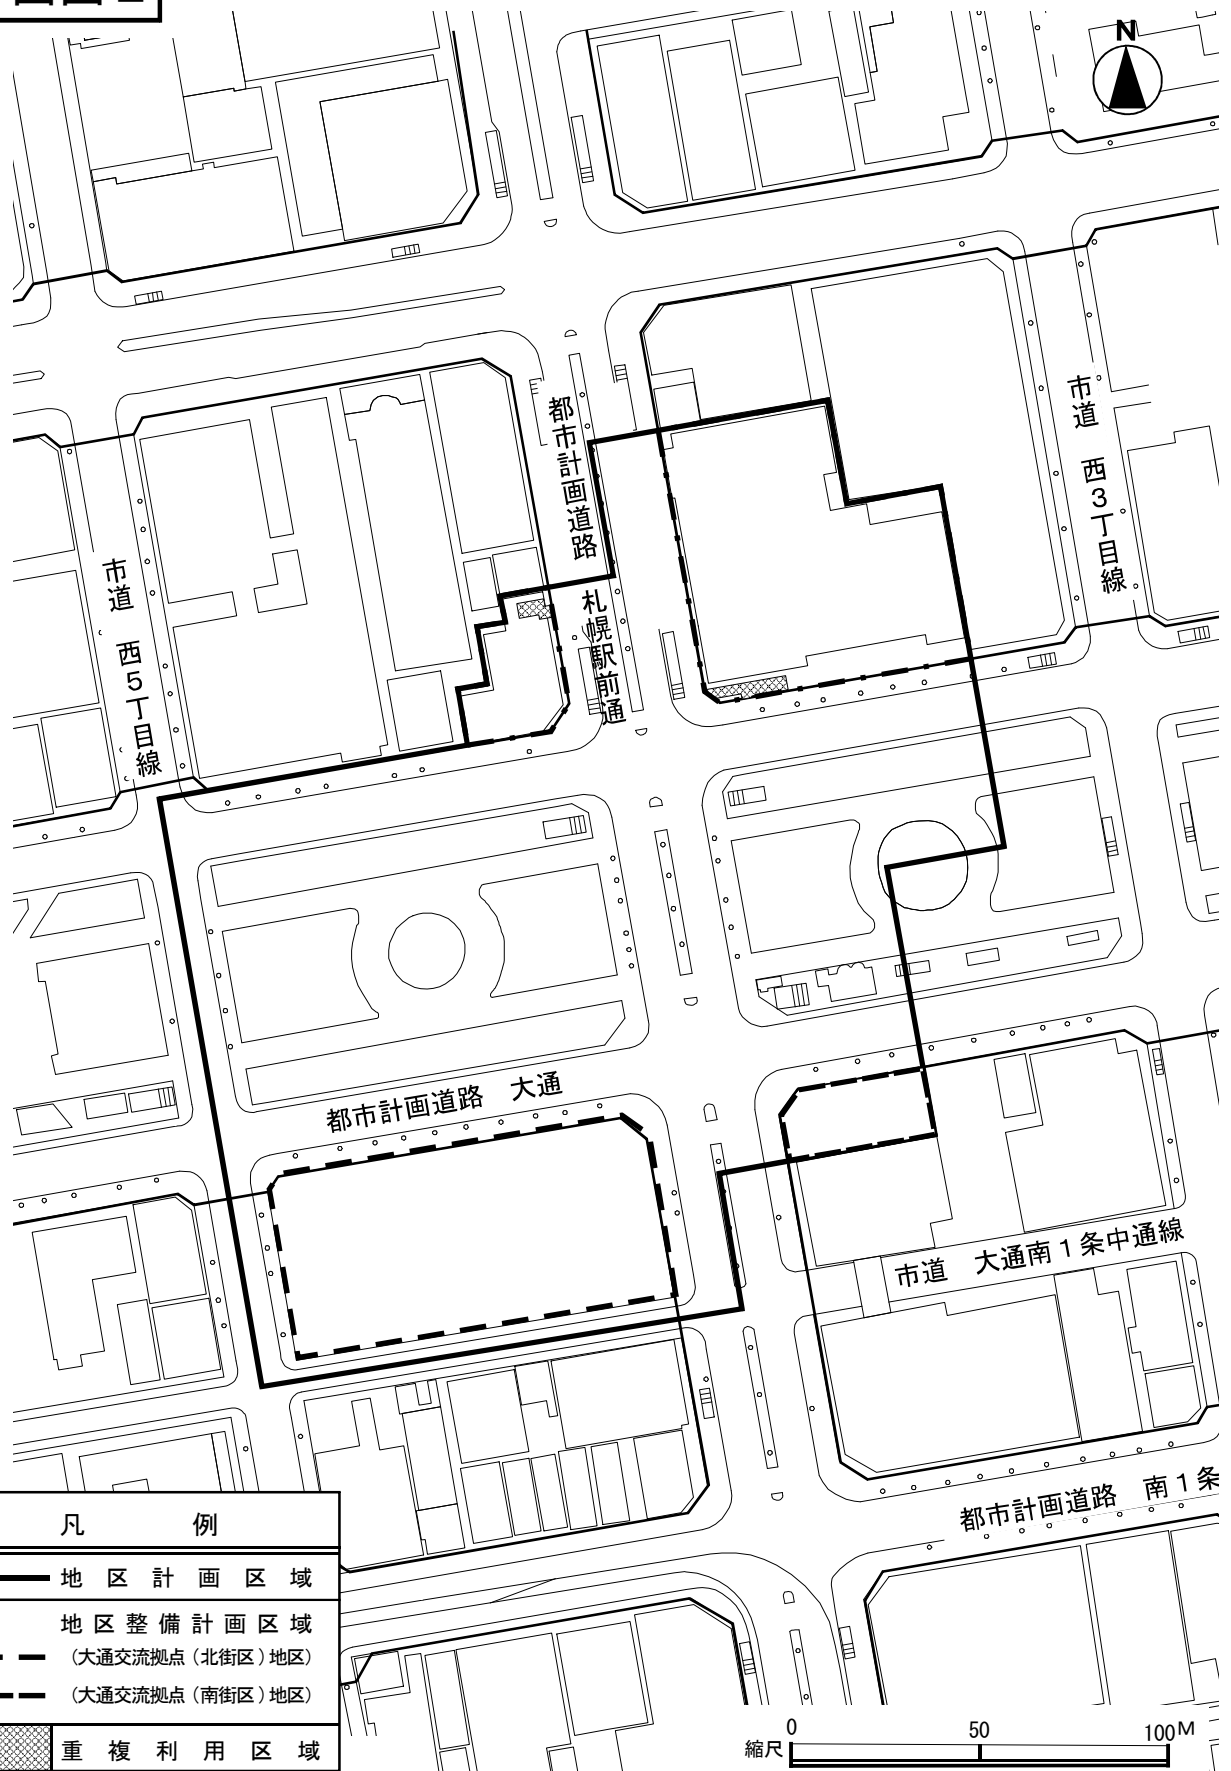 N
都市計画道路　札幌駅前通
市道　西3丁目線
市道　西5丁目線
都市計画道路　大通
市道　大通南1条中通線
都市計画道路　南1条
凡例
地区計画区域
地区整備計画区域
(大通交流拠点(北街区)地区)
(大通交流拠点(南街区)地区)
重複利用区域
縮尺
0 50 100M